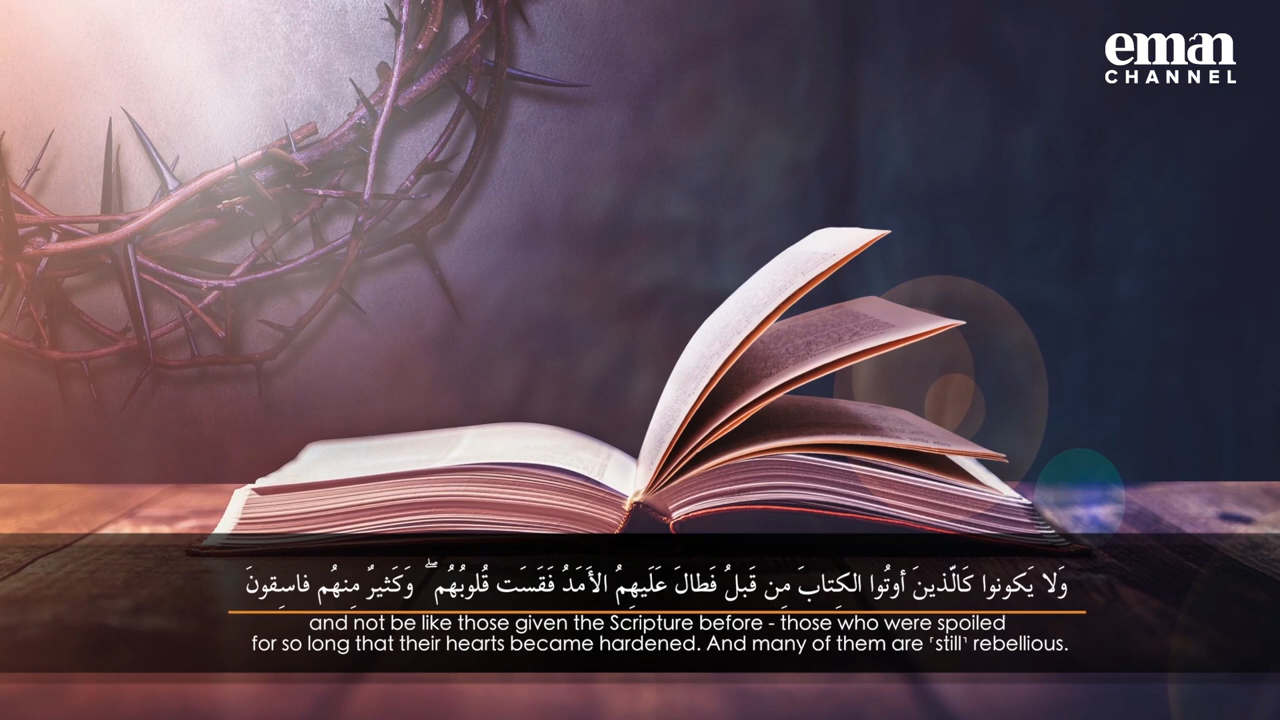 eman
CHANNEL
وَلا يَكونوا كَالَّذينَ أوتُوا الكِتابَ مِن قَبلُ فَطالَ عَلَيهِمُ الأَمَدُ فَقَسَت قُلوبُهُم ۖ وَكَثيرٌ مِنهُم فاسِقونَ
and not be like those given the Scripture before - those who were spoiled
for so long that their hearts became hardened. And many of them are ˹still˺ rebellious.